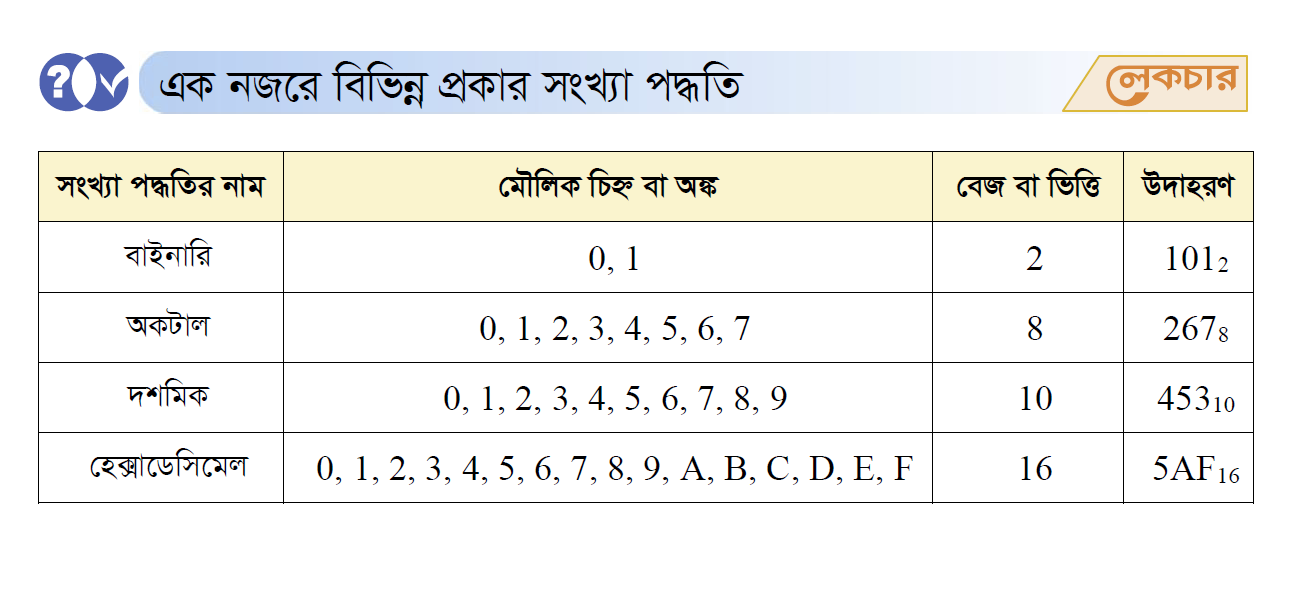 ? এক নজরে বিভিন্ন প্রকার সংখ্যা পদ্ধতি লেকচার
সংখ্যা পদ্ধতির নাম মৌলিক চিহ্ন বা অঙ্ক বেজ বা ভিত্তি উদাহরণ
বাইনারি 0, 1 2 101₂
অকটাল 0, 1, 2, 3, 4, 5, 6, 7 8 267₈
দশমিক 0, 1, 2, 3, 4, 5, 6, 7, 8, 9 10 453₁₀
হেক্সাডেসিমেল 0, 1, 2, 3, 4, 5, 6, 7, 8, 9, A, B, C, D, E, F 16 5AF₁₆